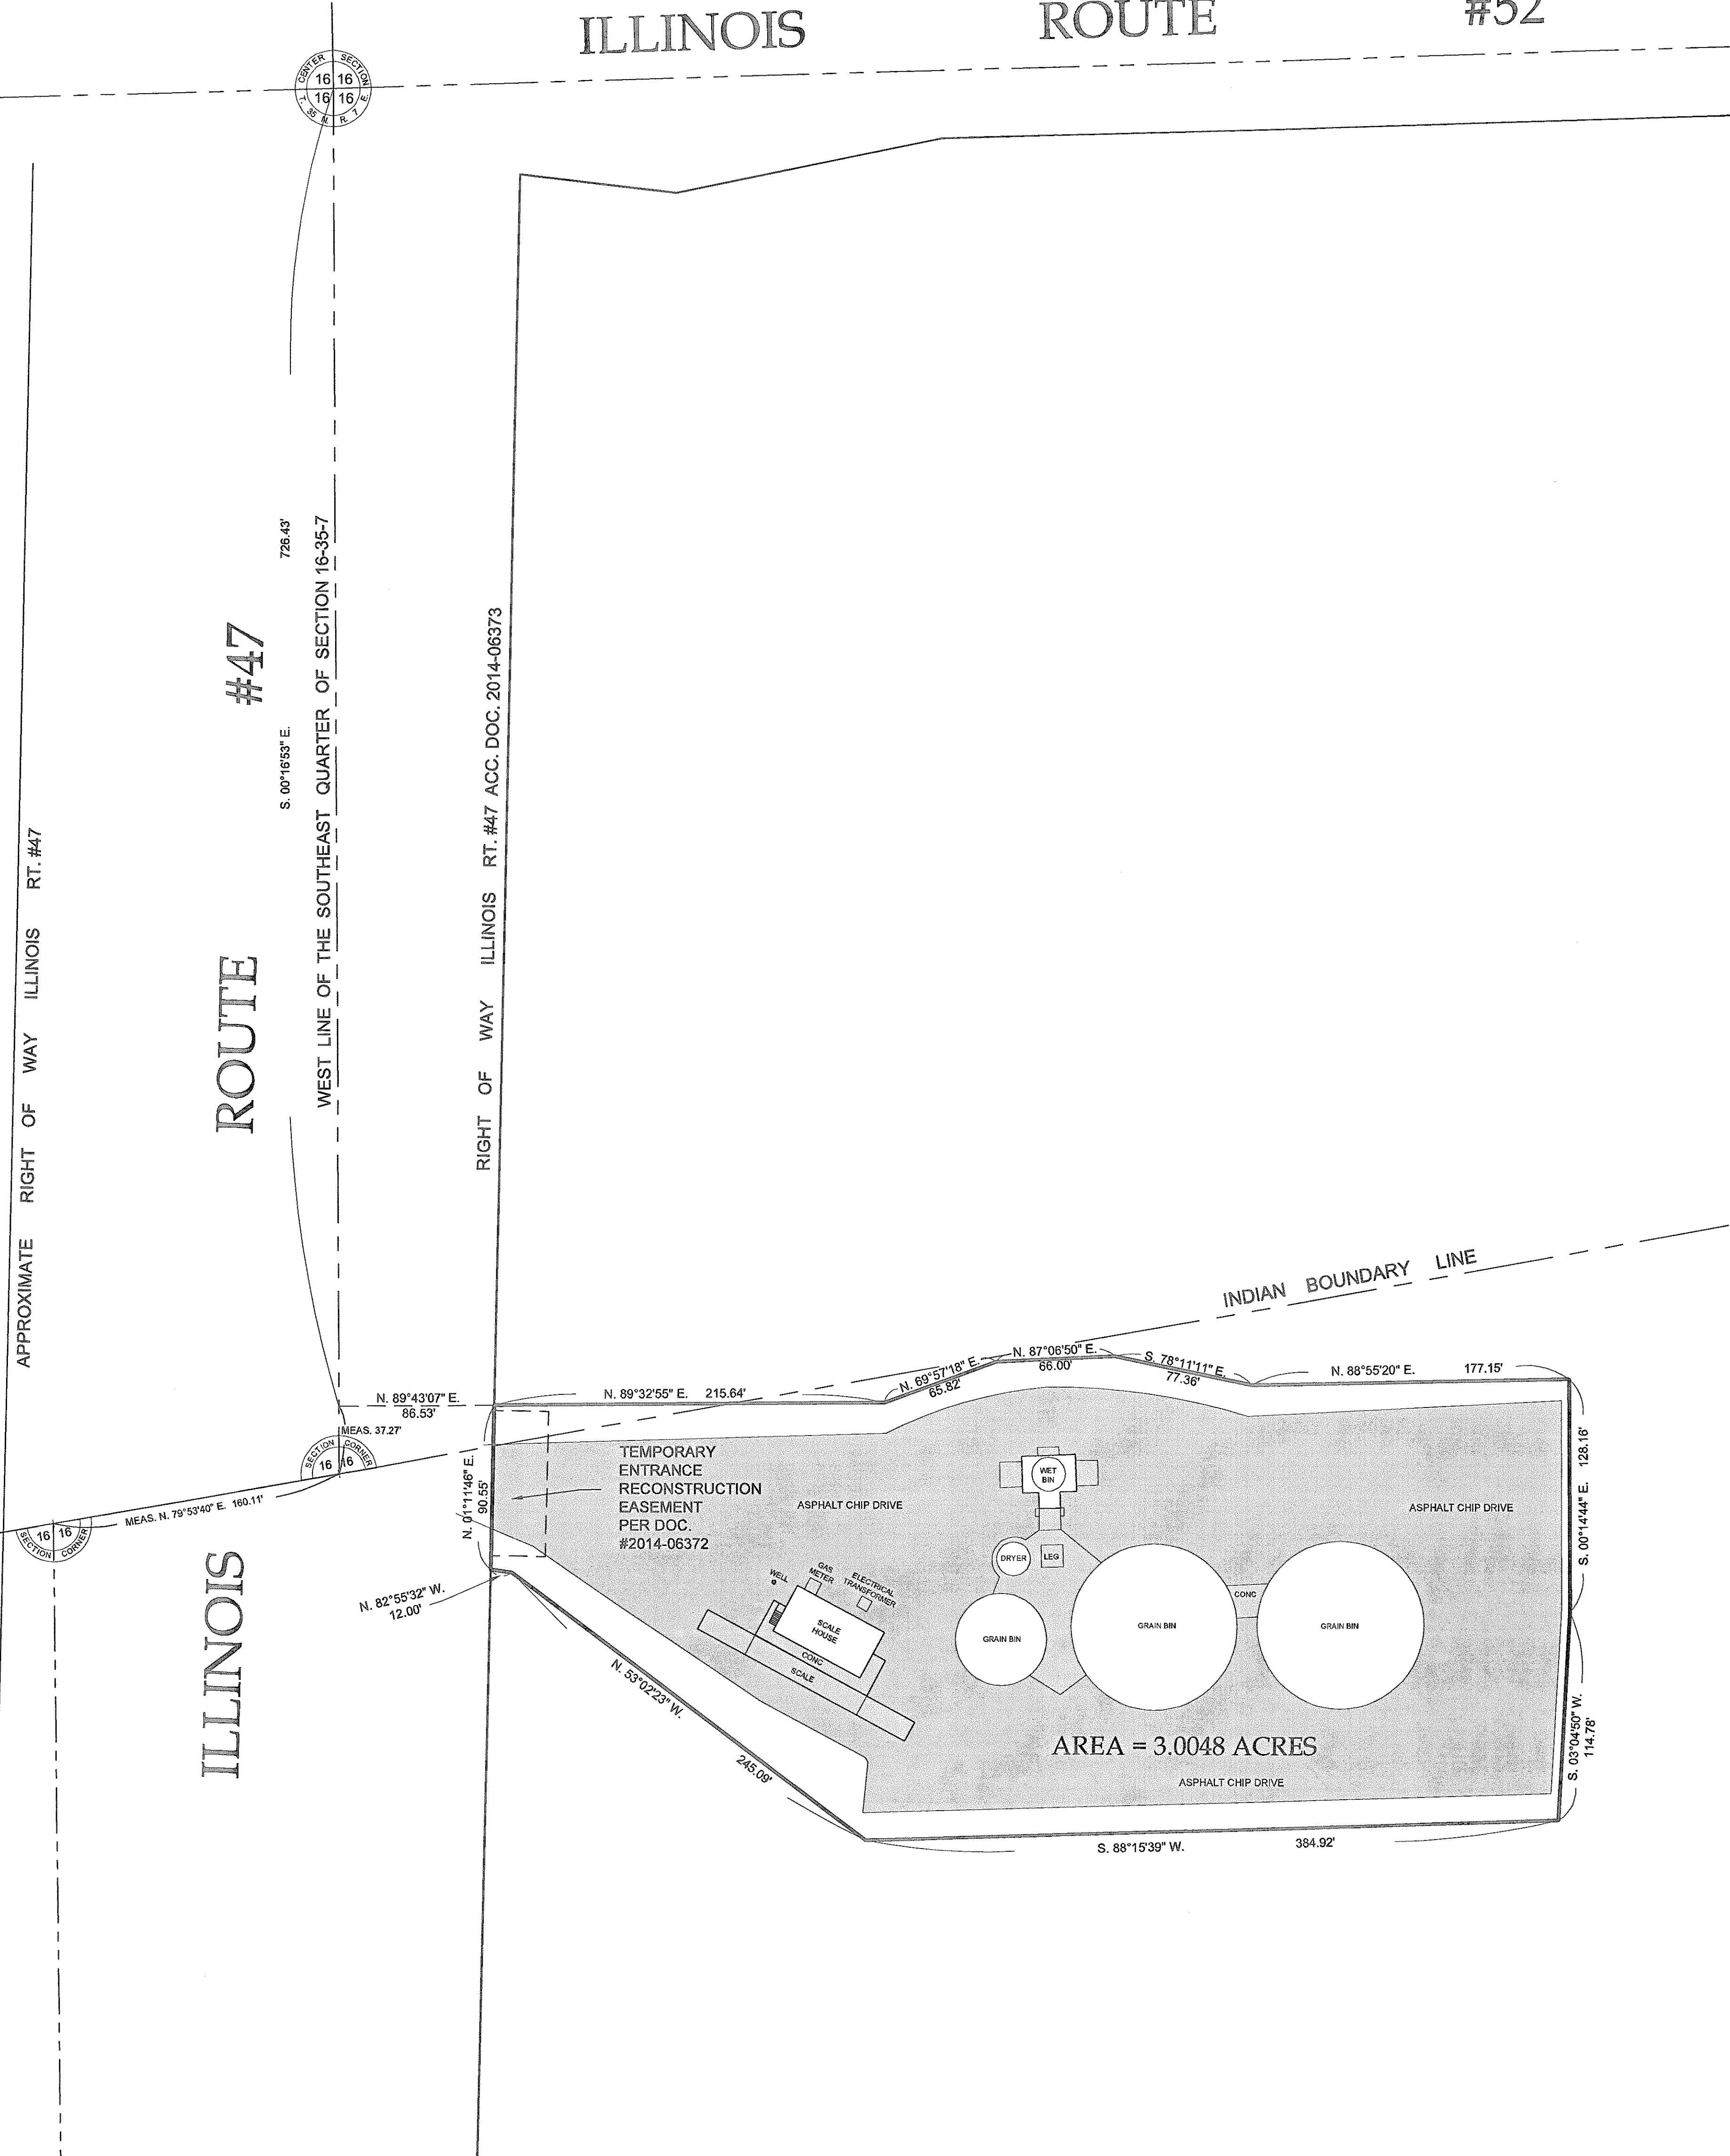 ILLINOIS ROUTE #52
CENTER SECTION
16 16
16 16
T. 35 N. R. 7 E.
726.43'
S. 00°16'53" E.
WEST LINE OF THE SOUTHEAST QUARTER OF SECTION 16-35-7
ILLINOIS ROUTE #47
APPROXIMATE RIGHT OF WAY ILLINOIS RT. #47
RIGHT OF WAY ILLINOIS RT. #47 ACC. DOC. 2014-06373
INDIAN BOUNDARY LINE
N. 89°43'07" E.
86.53'
MEAS. 37.27'
SECTION CORNER
16 16
MEAS. N. 79°53'40" E. 160.11'
16 16
SECTION CORNER
N. 89°32'55" E. 215.64'
N. 69°57'18" E.
65.82'
N. 87°06'50" E.
66.00'
S. 78°11'11" E.
77.36'
N. 88°55'20" E. 177.15'
S. 00°14'44" E. 128.16'
S. 03°04'50" W.
114.78'
S. 88°15'39" W. 384.92'
N. 53°02'23" W.
245.09'
N. 82°55'32" W.
12.00'
N. 01°11'46" E.
90.55'
TEMPORARY
ENTRANCE
RECONSTRUCTION
EASEMENT
PER DOC.
#2014-06372
ASPHALT CHIP DRIVE
WET
BIN
ASPHALT CHIP DRIVE
DRYER
LEG
WELL
GAS
METER
ELECTRICAL
TRANSFORMER
SCALE
HOUSE
CONC
SCALE
GRAIN BIN
GRAIN BIN
CONC
GRAIN BIN
AREA = 3.0048 ACRES
ASPHALT CHIP DRIVE